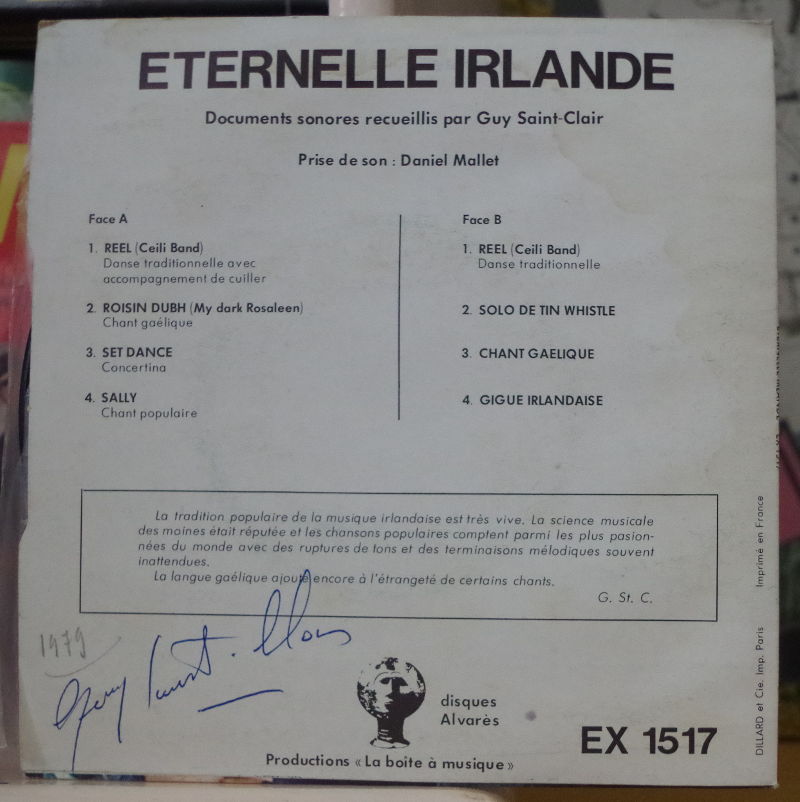 ETERNELLE IRLANDE
Documents sonores recueillis par Guy Saint-Clair
Prise de son : Daniel Mallet
Face A
1. REEL (Ceili Band)
Danse traditionnelle avec
accompagnement de cuiller
2. ROISIN DUBH (My dark Rosaleen)
Chant gaélique
3. SET DANCE
Concertina
4. SALLY
Chant populaire
Face B
1. REEL (Ceili Band)
Danse traditionnelle
2. SOLO DE TIN WHISTLE
3. CHANT GAELIQUE
4. GIGUE IRLANDAISE
La tradition populaire de la musique irlandaise est très vive. La science musicale
des moines était réputée et les chansons populaires comptent parmi les plus pasion-
nées du monde avec des ruptures de tons et des terminaisons mélodiques souvent
inattendues.
La langue gaélique ajoute encore à l'étrangeté de certains chants.
G. St. C.
1979
Guy Saint-Clair
disques
Alvarès
EX 1517
Productions « La boite à musique »
DILLARD et Cie. Imp. Paris Imprimé en France